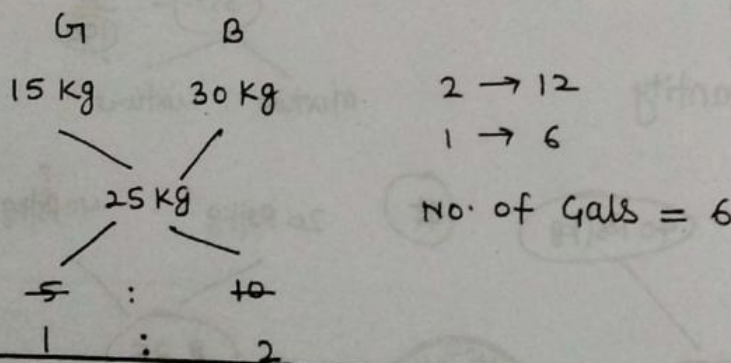 G B
15 kg 30 kg
25 kg
5 : 10
1 : 2
2 → 12
1 → 6
No. of Gals = 6